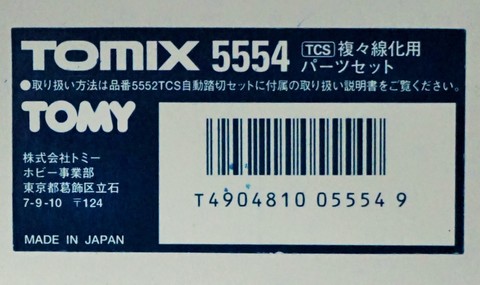 TOMIX 5554 TCS 複々線化用
パーツセット
●取り扱い方法は品番5552TCS自動踏切セットに付属の取り扱い説明書をご覧ください。
TOMY
株式会社トミー
ホビー事業部
東京都葛飾区立石
7-9-10 〒124
MADE IN JAPAN
T4904810 05554 9